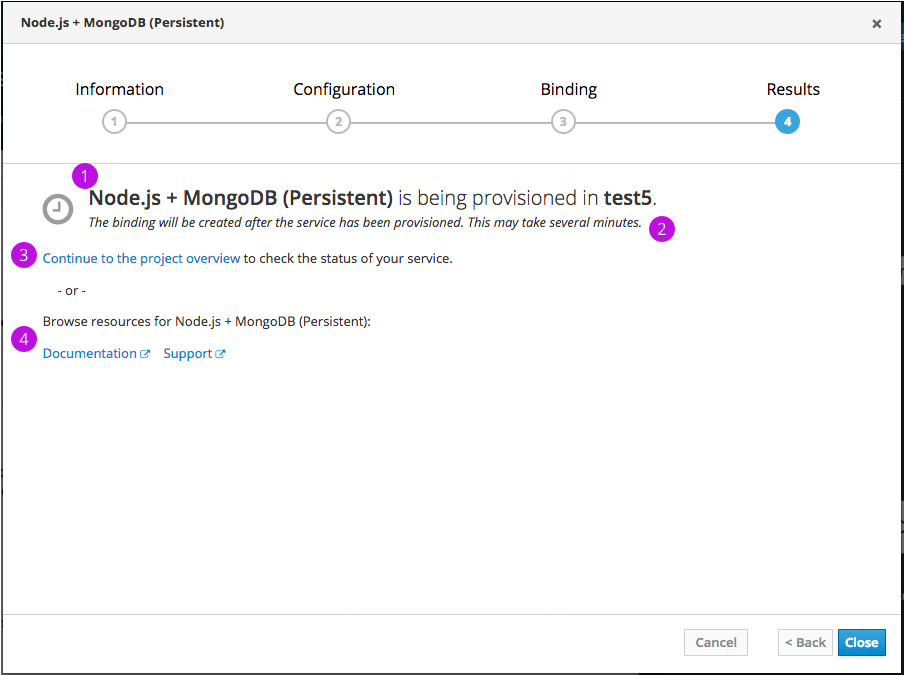 Node.js + MongoDB (Persistent) ×
Information Configuration Binding Results
1 2 3 4
1
Node.js + MongoDB (Persistent) is being provisioned in test5.
The binding will be created after the service has been provisioned. This may take several minutes. 2
3 Continue to the project overview to check the status of your service.
- or -
Browse resources for Node.js + MongoDB (Persistent):
4
Documentation Support
Cancel < Back Close